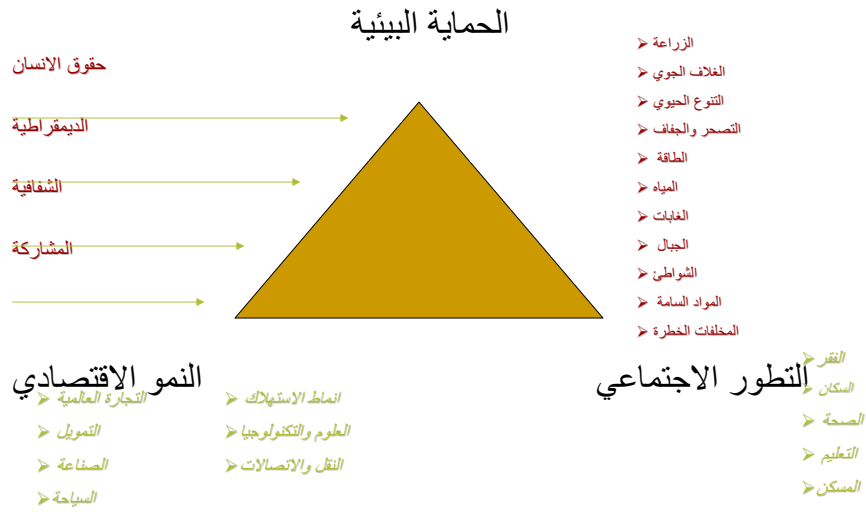 الحماية البيئية
الزراعة
الغلاف الجوي
التنوع الحيوي
التصحر والجفاف
الطاقة
المياه
الغابات
الجبال
الشواطئ
المواد السامة
المخلفات الخطرة
حقوق الانسان
الديمقراطية
الشفافية
المشاركة
التطور الاجتماعي
الفقر
السكان
الصحة
التعليم
المسكن
النمو الاقتصادي
انماط الاستهلاك
العلوم والتكنولوجيا
النقل والاتصالات
التجارة العالمية
التمويل
الصناعة
السياحة